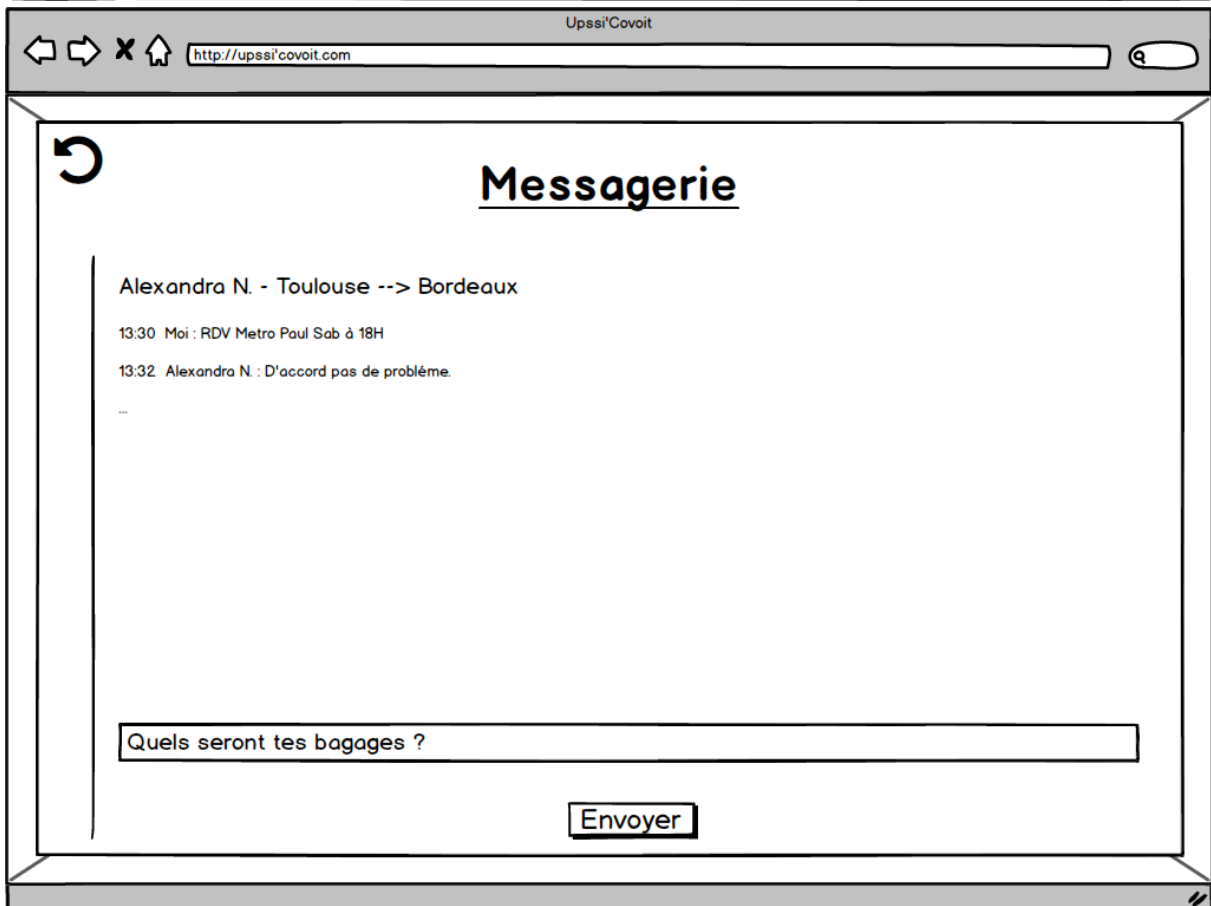 Upssi'Covoit
http://upssi'covoit.com
Messagerie
Alexandra N. - Toulouse --> Bordeaux
13:30 Moi : RDV Metro Paul Sab à 18H
13:32 Alexandra N. : D'accord pas de probléme.
...
Quels seront tes bagages ?
Envoyer